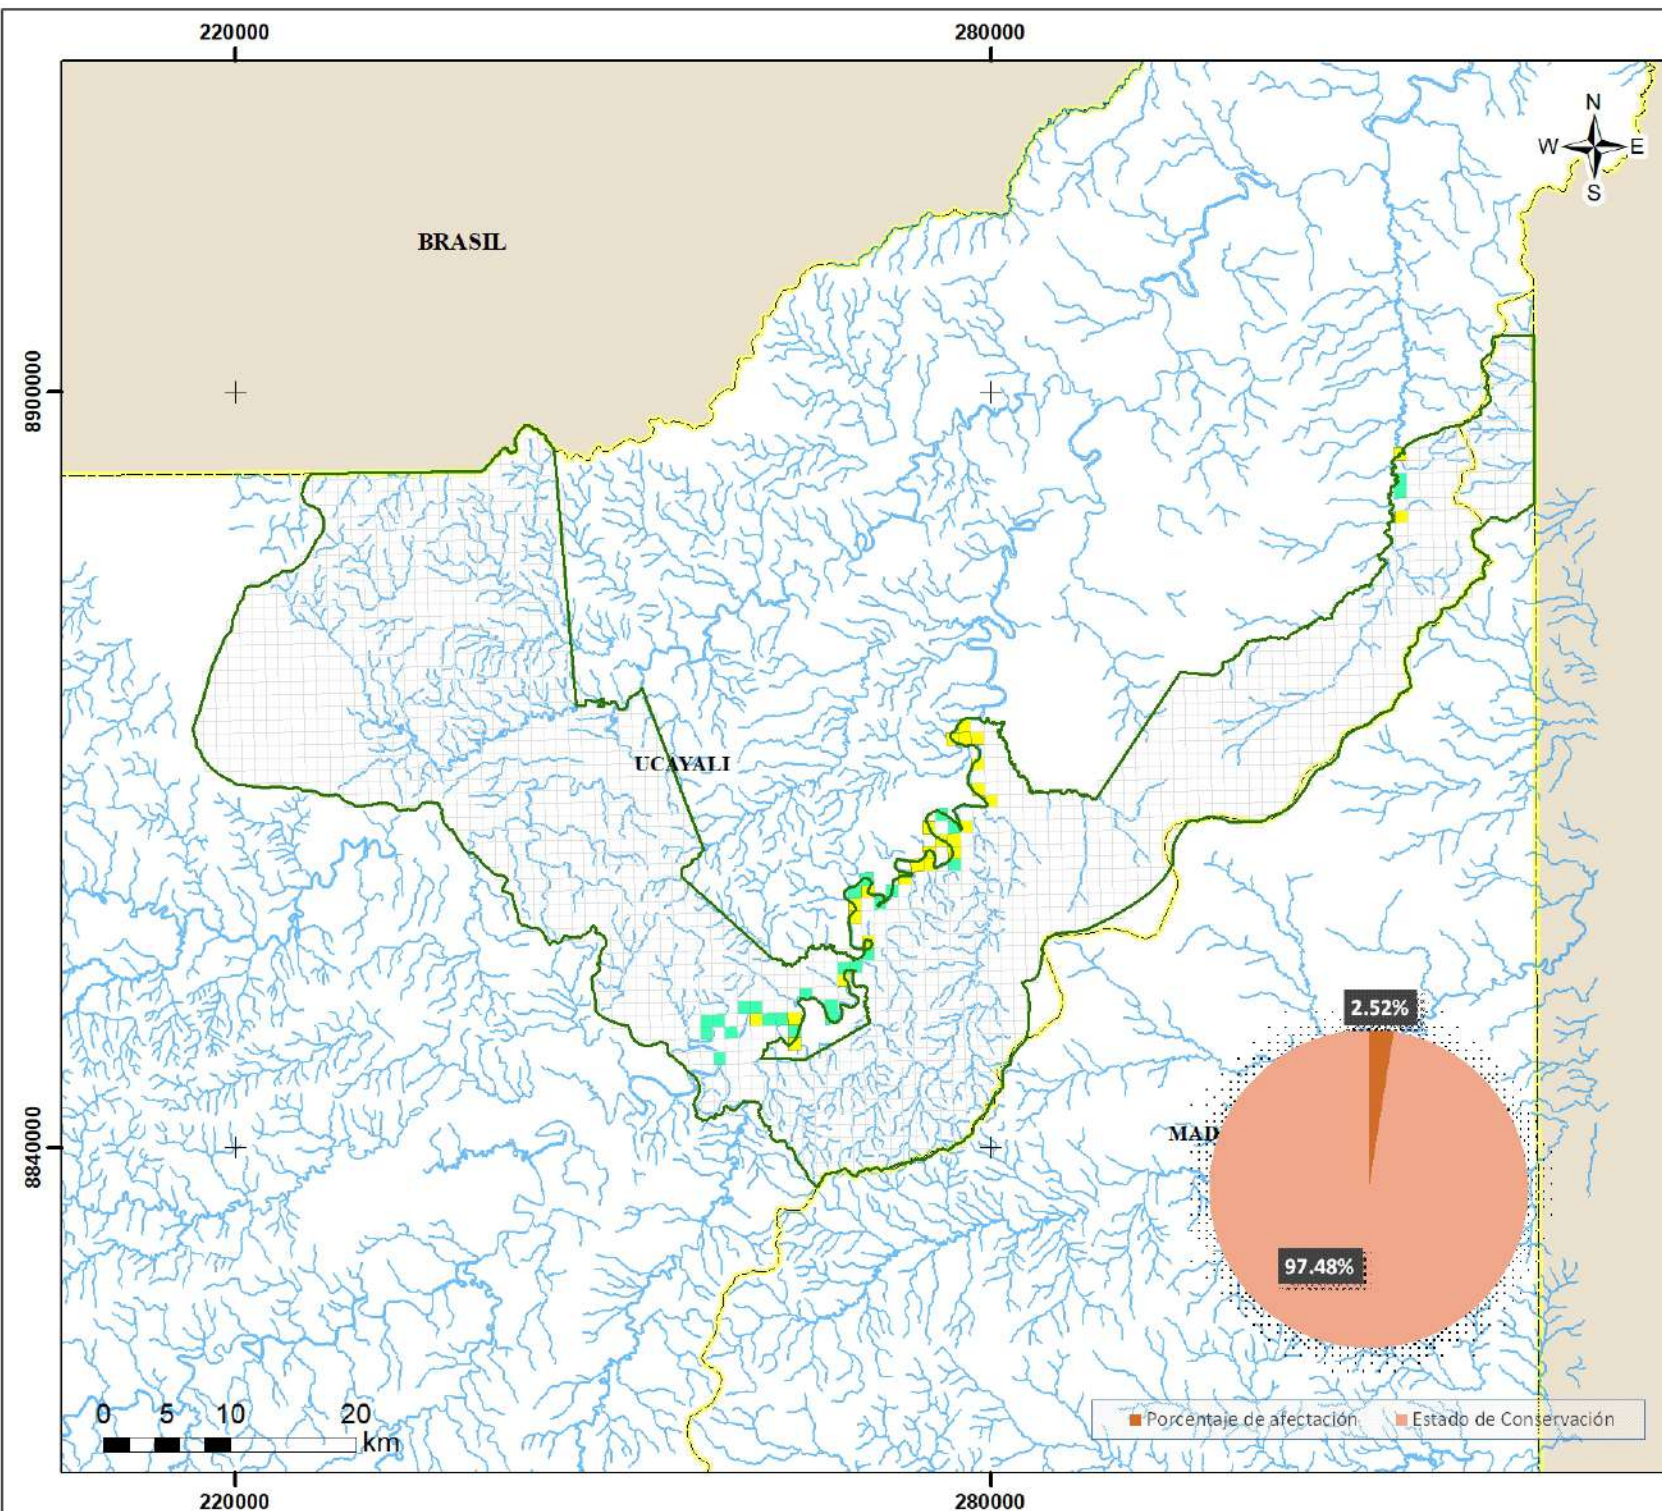 220000 280000
N
W E
S
BRASIL
8900000
UCAYALI
2.52%
8840000
MAD
97.48%
0 5 10 20
km
Porcentaje de afectación Estado de Conservación
220000 280000